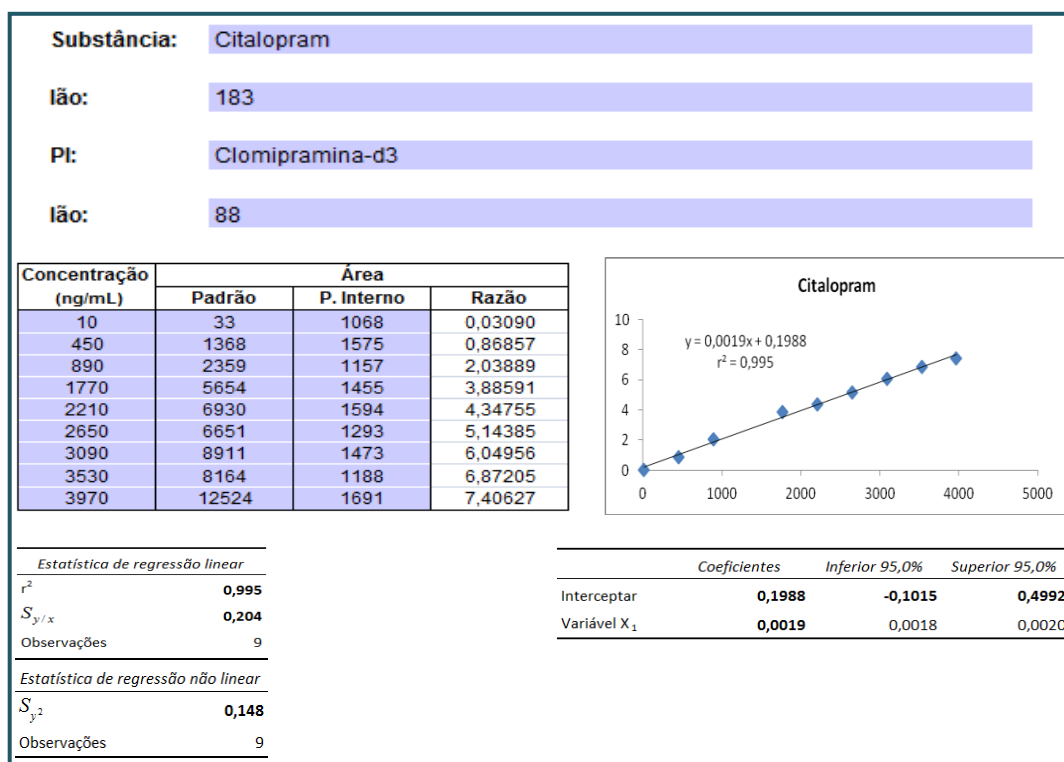 Substância: Citalopram
Ião: 183
PI: Clomipramina-d3
Ião: 88
Concentração Área
(ng/mL) Padrão P. Interno Razão
10 33 1068 0,03090
450 1368 1575 0,86857
890 2359 1157 2,03889
1770 5654 1455 3,88591
2210 6930 1594 4,34755
2650 6651 1293 5,14385
3090 8911 1473 6,04956
3530 8164 1188 6,87205
3970 12524 1691 7,40627
Citalopram
y = 0,0019x + 0,1988
r² = 0,995
10
8
6
4
2
0
0 1000 2000 3000 4000 5000
Estatística de regressão linear
r² 0,995
S y/x 0,204
Observações 9
Estatística de regressão não linear
S y² 0,148
Observações 9
Coeficientes Inferior 95,0% Superior 95,0%
Interceptar 0,1988 -0,1015 0,4992
Variável X 1 0,0019 0,0018 0,0020